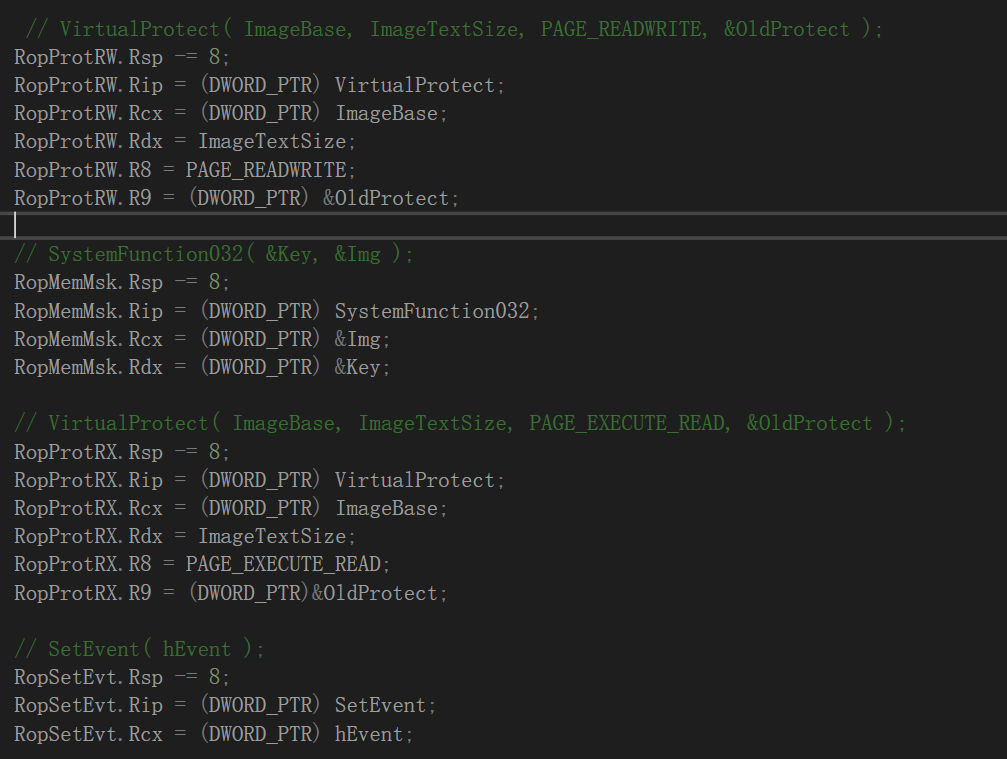 // VirtualProtect( ImageBase, ImageTextSize, PAGE_READWRITE, &OldProtect );
RopProtRW.Rsp -= 8;
RopProtRW.Rip = (DWORD_PTR) VirtualProtect;
RopProtRW.Rcx = (DWORD_PTR) ImageBase;
RopProtRW.Rdx = ImageTextSize;
RopProtRW.R8 = PAGE_READWRITE;
RopProtRW.R9 = (DWORD_PTR) &OldProtect;
// SystemFunction032( &Key, &Img );
RopMemMsk.Rsp -= 8;
RopMemMsk.Rip = (DWORD_PTR) SystemFunction032;
RopMemMsk.Rcx = (DWORD_PTR) &Img;
RopMemMsk.Rdx = (DWORD_PTR) &Key;
// VirtualProtect( ImageBase, ImageTextSize, PAGE_EXECUTE_READ, &OldProtect );
RopProtRX.Rsp -= 8;
RopProtRX.Rip = (DWORD_PTR) VirtualProtect;
RopProtRX.Rcx = (DWORD_PTR) ImageBase;
RopProtRX.Rdx = ImageTextSize;
RopProtRX.R8 = PAGE_EXECUTE_READ;
RopProtRX.R9 = (DWORD_PTR)&OldProtect;
// SetEvent( hEvent );
RopSetEvt.Rsp -= 8;
RopSetEvt.Rip = (DWORD_PTR) SetEvent;
RopSetEvt.Rcx = (DWORD_PTR) hEvent;